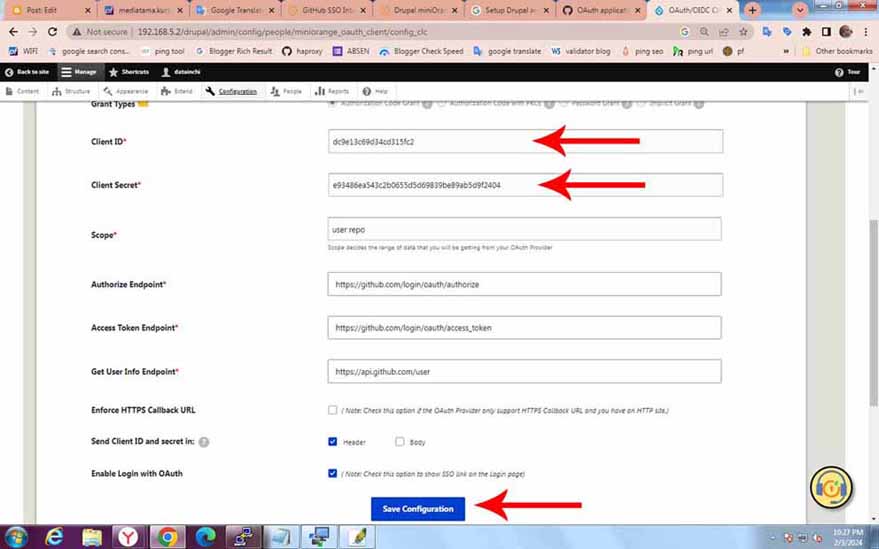 Post: Edit
mediatama.kurs
Google Translat
GitHub SSO Int
Drupal miniOra
Setup Drupal a
OAuth applicat
OAuth/OIDC C
Not secure | 192.168.5.2/drupal/admin/config/people/miniorange_oauth_client/config_clc
WIFI
google search cons...
ping tool
Blogger Rich Result
haproxy
ABSEN
Blogger Check Speed
google translate
validator blog
ping seo
ping url
pf
Other bookmarks
Back to site
Manage
Shortcuts
datainchi
Tour
Content
Structure
Appearance
Extend
Configuration
People
Reports
Help
Grant Types
Authorization Code Grant
Authorization Code with PKCE
Password Grant
Implicit Grant
Client ID*
dc9e13c69d34cd315fc2
Client Secret*
e93486ea543c2b0655d5d69839be89ab5d9f2404
Scope*
user repo
Scope decides the range of data that you will be getting from your OAuth Provider
Authorize Endpoint*
https://github.com/login/oauth/authorize
Access Token Endpoint*
https://github.com/login/oauth/access_token
Get User Info Endpoint*
https://api.github.com/user
Enforce HTTPS Callback URL
( Note: Check this option if the OAuth Provider only support HTTPS Callback URL and you have an HTTP site.)
Send Client ID and secret in: ?
Header
Body
Enable Login with OAuth
( Note: Check this option to show SSO link on the Login page)
Save Configuration
10:27 PM
2/3/2024